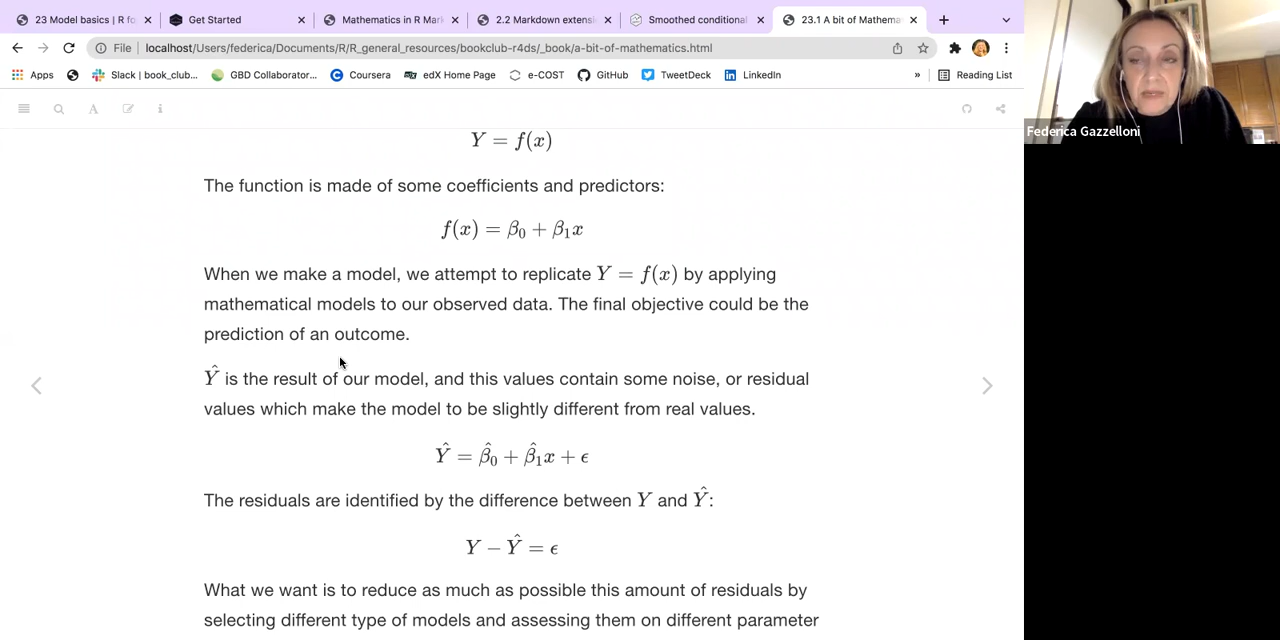 23 Model basics | R fo
Get Started
Mathematics in R Mar
2.2 Markdown extensi
Smoothed conditional
23.1 A bit of Mathema
File
localhost/Users/federica/Documents/R/R_general_resources/bookclub-r4ds/_book/a-bit-of-mathematics.html
Apps
Slack | book_club...
GBD Collaborator...
Coursera
edX Home Page
e-COST
GitHub
TweetDeck
LinkedIn
»
Reading List
A
i
Federica Gazzelloni
Y = f(x)
The function is made of some coefficients and predictors:
f(x) = β₀ + β₁x
When we make a model, we attempt to replicate Y = f(x) by applying
mathematical models to our observed data. The final objective could be the
prediction of an outcome.
Ŷ is the result of our model, and this values contain some noise, or residual
values which make the model to be slightly different from real values.
Ŷ = β̂₀ + β̂₁x + ϵ
The residuals are identified by the difference between Y and Ŷ:
Y − Ŷ = ϵ
What we want is to reduce as much as possible this amount of residuals by
selecting different type of models and assessing them on different parameter